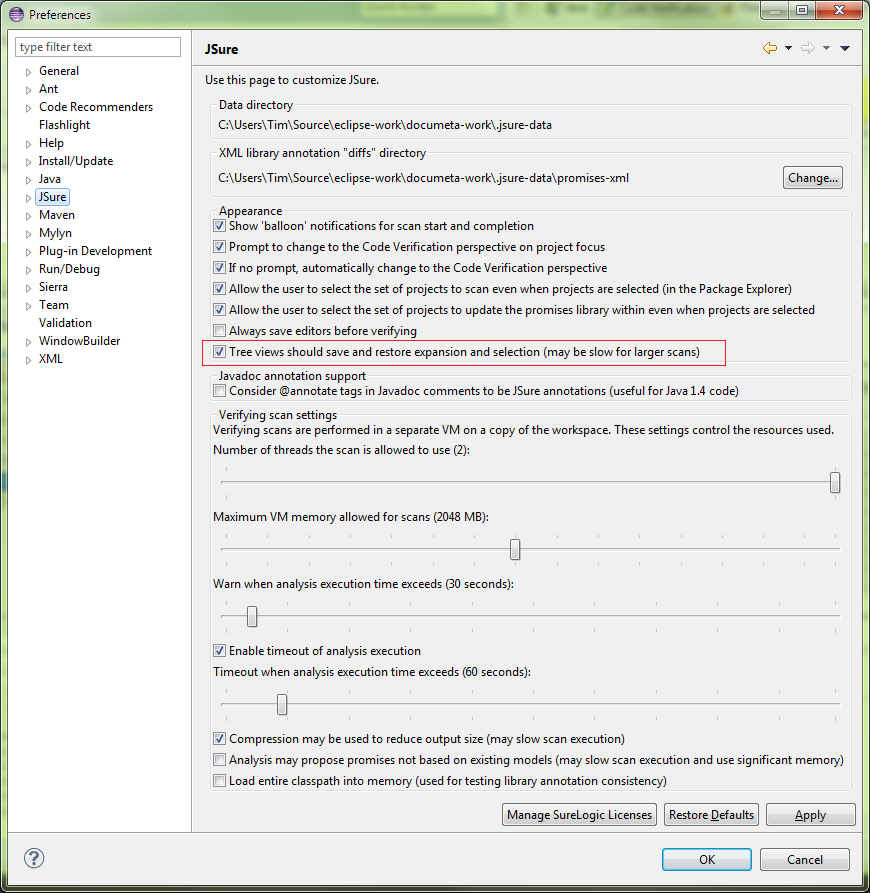 Preferences
type filter text
General
Ant
Code Recommenders
Flashlight
Help
Install/Update
Java
JSure
Maven
Mylyn
Plug-in Development
Run/Debug
Sierra
Team
Validation
WindowBuilder
XML
JSure
Use this page to customize JSure.
Data directory
C:\Users\Tim\Source\eclipse-work\documeta-work\.jsure-data
XML library annotation "diffs" directory
C:\Users\Tim\Source\eclipse-work\documeta-work\.jsure-data\promises-xml
Change...
Appearance
Show 'balloon' notifications for scan start and completion
Prompt to change to the Code Verification perspective on project focus
If no prompt, automatically change to the Code Verification perspective
Allow the user to select the set of projects to scan even when projects are selected (in the Package Explorer)
Allow the user to select the set of projects to update the promises library within even when projects are selected
Always save editors before verifying
Tree views should save and restore expansion and selection (may be slow for larger scans)
Javadoc annotation support
Consider @annotate tags in Javadoc comments to be JSure annotations (useful for Java 1.4 code)
Verifying scan settings
Verifying scans are performed in a separate VM on a copy of the workspace. These settings control the resources used.
Number of threads the scan is allowed to use (2):
Maximum VM memory allowed for scans (2048 MB):
Warn when analysis execution time exceeds (30 seconds):
Enable timeout of analysis execution
Timeout when analysis execution time exceeds (60 seconds):
Compression may be used to reduce output size (may slow scan execution)
Analysis may propose promises not based on existing models (may slow scan execution and use significant memory)
Load entire classpath into memory (used for testing library annotation consistency)
Manage SureLogic Licenses
Restore Defaults
Apply
OK
Cancel